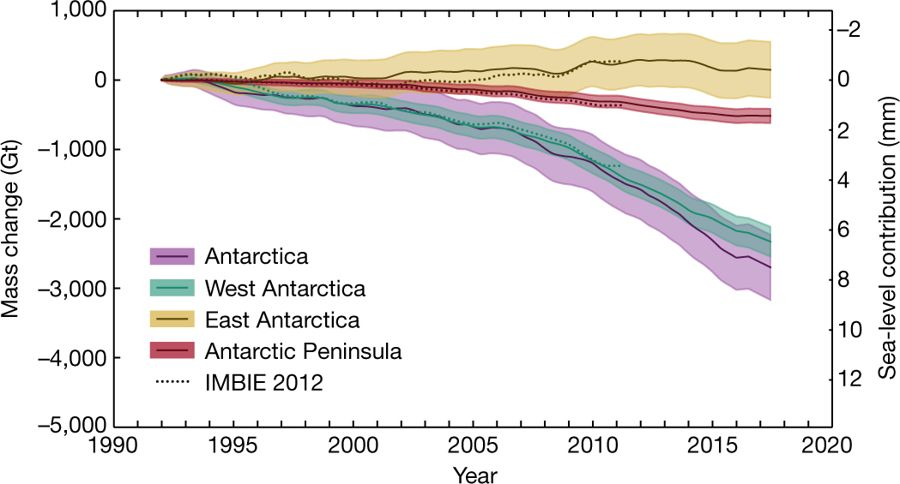 1,000
0
–1,000
–2,000
–3,000
–4,000
–5,000
Mass change (Gt)
–2
0
2
4
6
8
10
12
Sea-level contribution (mm)
Antarctica
West Antarctica
East Antarctica
Antarctic Peninsula
IMBIE 2012
1990
1995
2000
2005
2010
2015
2020
Year